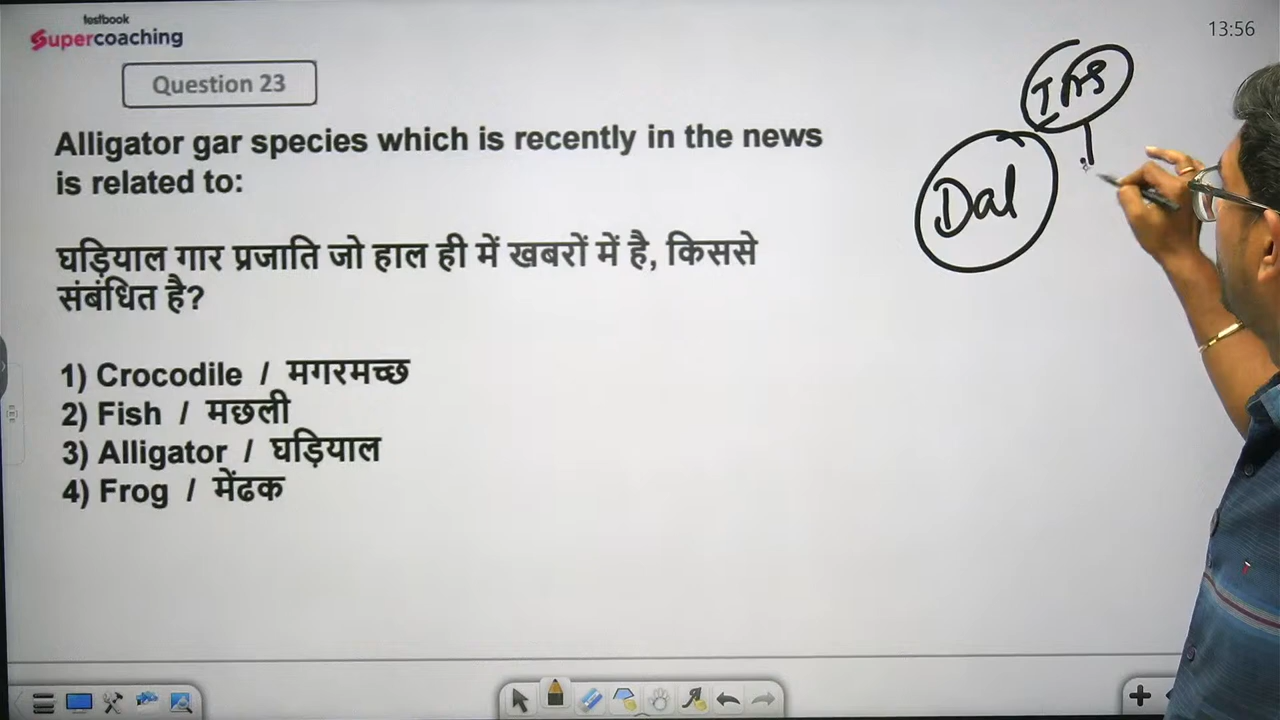 testbook
Supercoaching
13:56
Question 23
Alligator gar species which is recently in the news
is related to:
घड़ियाल गार प्रजाति जो हाल ही में खबरों में है, किससे
संबंधित है?
1) Crocodile / मगरमच्छ
2) Fish / मछली
3) Alligator / घड़ियाल
4) Frog / मेंढक
IAS
Dal